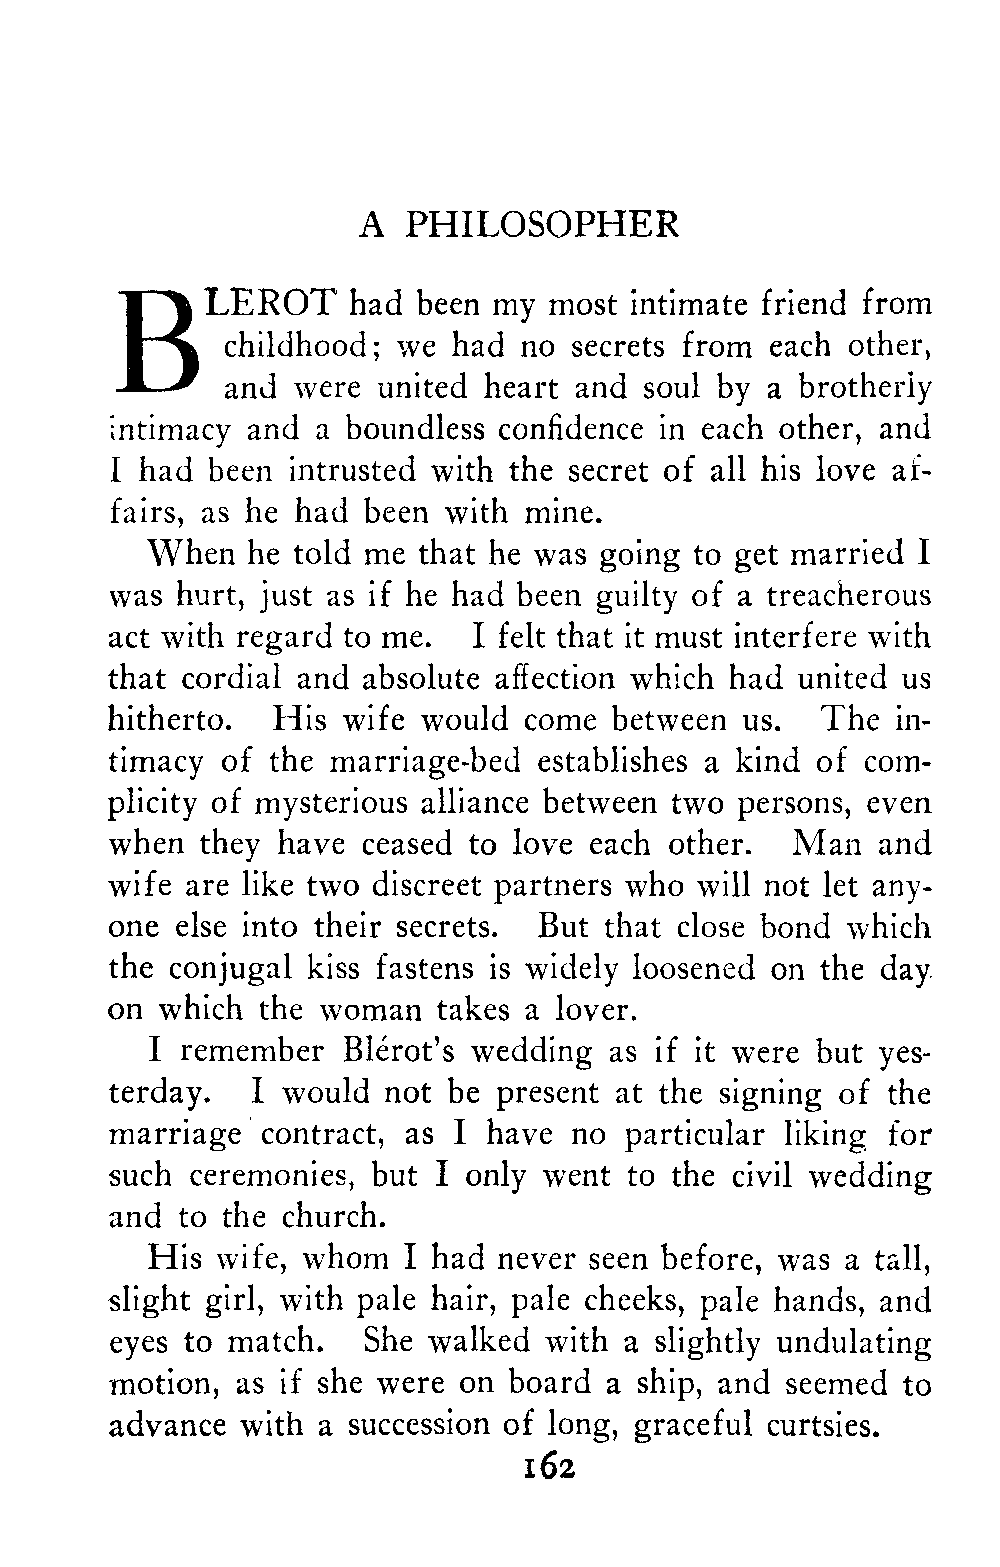 A PHILOSOPHER
BLEROT had been my most intimate friend from
childhood; we had no secrets from each other,
and were united heart and soul by a brotherly
intimacy and a boundless confidence in each other, and
I had been intrusted with the secret of all his love af-
fairs, as he had been with mine.
When he told me that he was going to get married I
was hurt, just as if he had been guilty of a treacherous
act with regard to me. I felt that it must interfere with
that cordial and absolute affection which had united us
hitherto. His wife would come between us. The in-
timacy of the marriage-bed establishes a kind of com-
plicity of mysterious alliance between two persons, even
when they have ceased to love each other. Man and
wife are like two discreet partners who will not let any-
one else into their secrets. But that close bond which
the conjugal kiss fastens is widely loosened on the day
on which the woman takes a lover.
I remember Blérot's wedding as if it were but yes-
terday. I would not be present at the signing of the
marriage contract, as I have no particular liking for
such ceremonies, but I only went to the civil wedding
and to the church.
His wife, whom I had never seen before, was a tall,
slight girl, with pale hair, pale cheeks, pale hands, and
eyes to match. She walked with a slightly undulating
motion, as if she were on board a ship, and seemed to
advance with a succession of long, graceful curtsies.
162